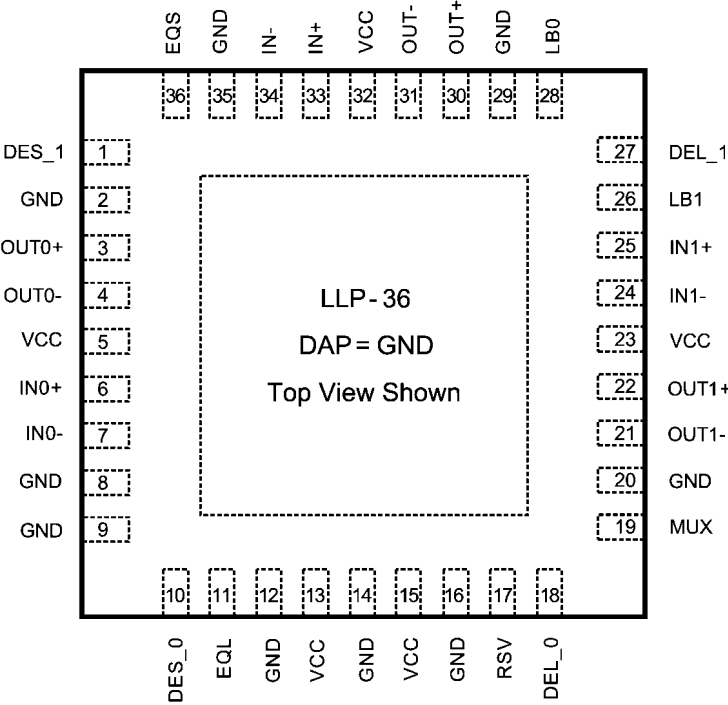 EQS GND IN- IN+ VCC OUT- OUT+ GND LB0
36 35 34 33 32 31 30 29 28
DES_1 1 27 DEL_1
GND 2 26 LB1
OUT0+ 3 25 IN1+
OUT0- 4 24 IN1-
VCC 5 23 VCC
IN0+ 6 22 OUT1+
IN0- 7 21 OUT1-
GND 8 20 GND
GND 9 19 MUX
LLP-36
DAP = GND
Top View Shown
10 11 12 13 14 15 16 17 18
DES_0 EQL GND VCC GND VCC GND RSV DEL_0